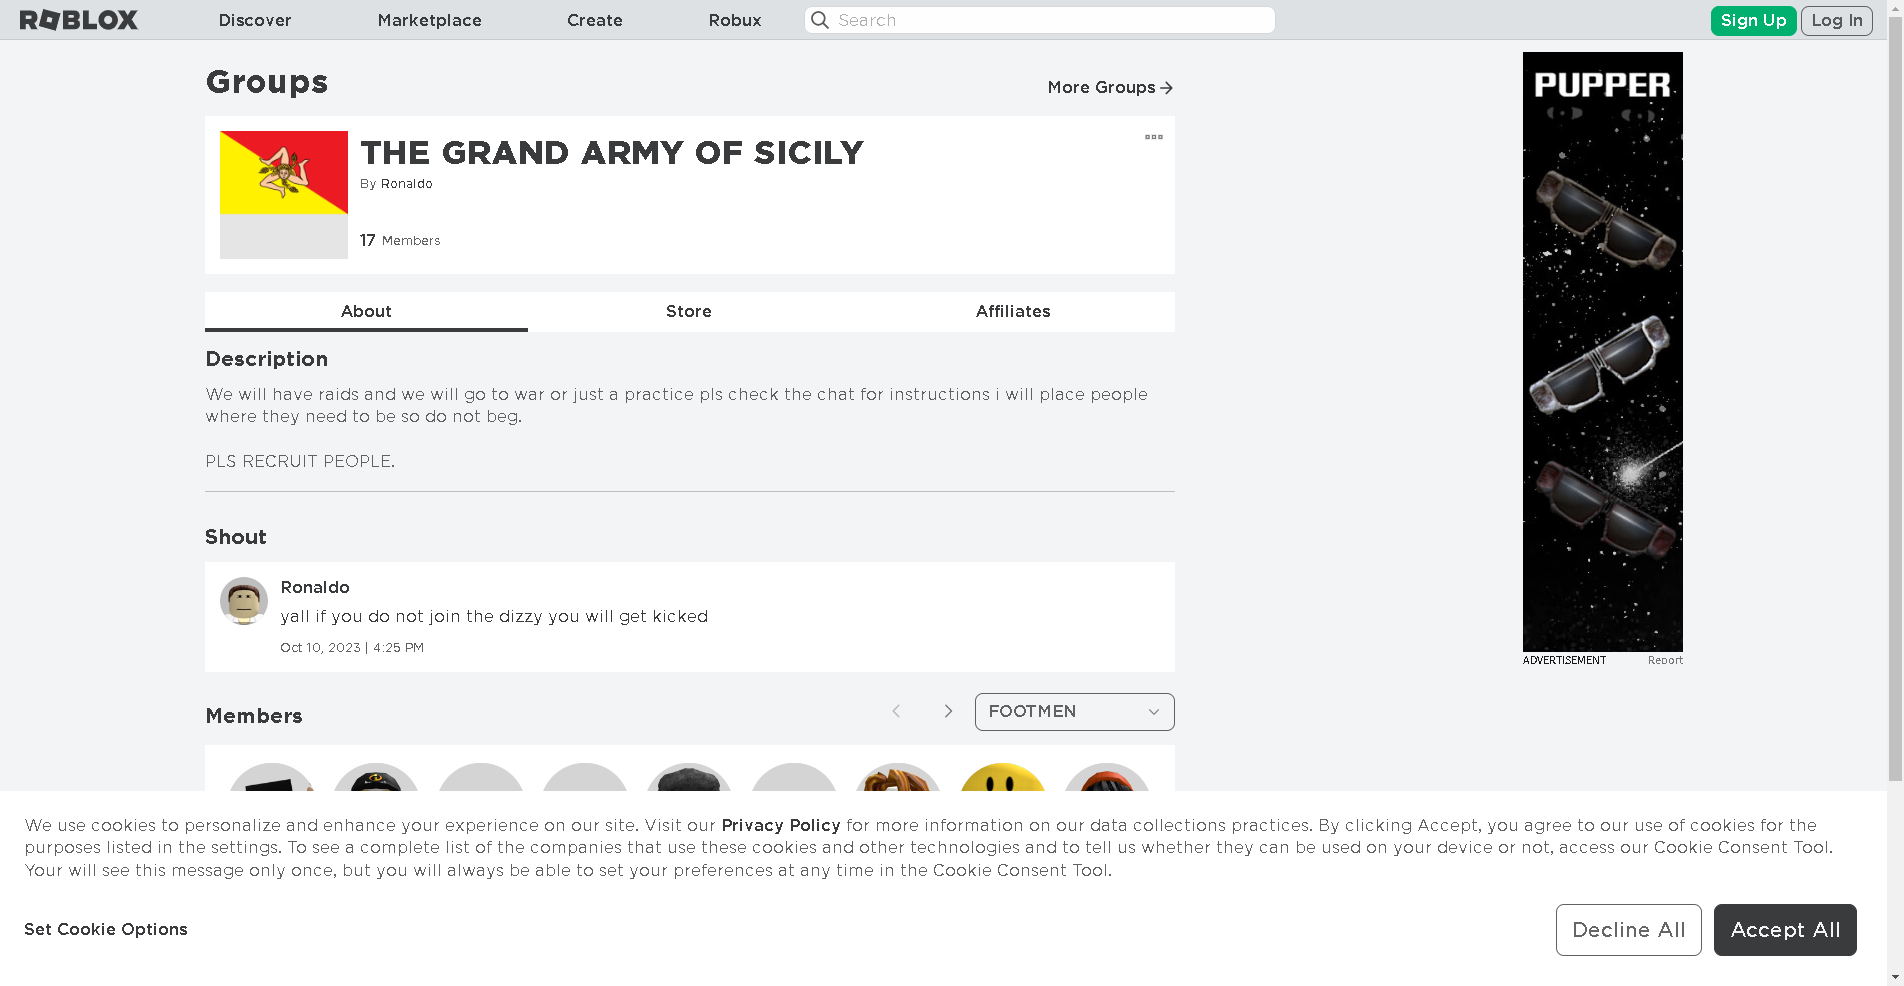 ROBLOX
Discover
Marketplace
Create
Robux
Search
Sign Up
Log In
Groups
More Groups
THE GRAND ARMY OF SICILY
By Ronaldo
17 Members
About
Store
Affiliates
Description
We will have raids and we will go to war or just a practice pls check the chat for instructions i will place people
where they need to be so do not beg.
PLS RECRUIT PEOPLE.
Shout
Ronaldo
yall if you do not join the dizzy you will get kicked
Oct 10, 2023 | 4:25 PM
Members
FOOTMEN
PUPPER
ADVERTISEMENT
Report
We use cookies to personalize and enhance your experience on our site. Visit our Privacy Policy for more information on our data collections practices. By clicking Accept, you agree to our use of cookies for the
purposes listed in the settings. To see a complete list of the companies that use these cookies and other technologies and to tell us whether they can be used on your device or not, access our Cookie Consent Tool.
Your will see this message only once, but you will always be able to set your preferences at any time in the Cookie Consent Tool.
Set Cookie Options
Decline All
Accept All